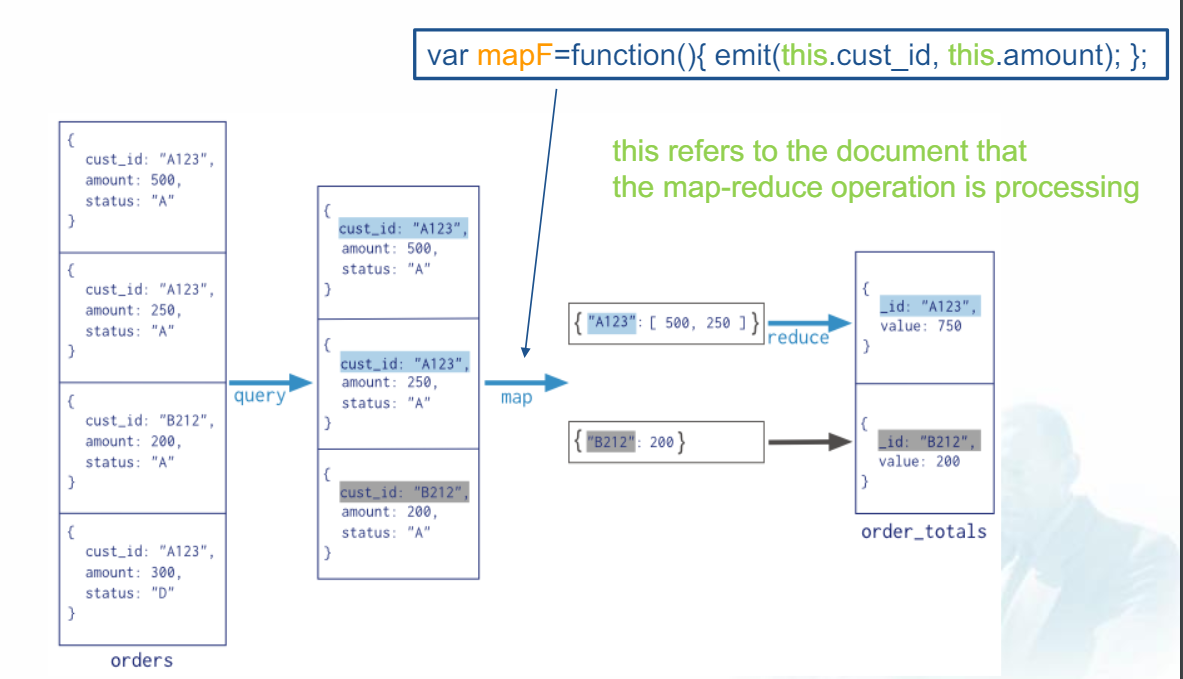 var mapF=function(){ emit(this.cust_id, this.amount); };
this refers to the document that
the map-reduce operation is processing
{
cust_id: "A123",
amount: 500,
status: "A"
}
{
cust_id: "A123",
amount: 250,
status: "A"
}
{
cust_id: "B212",
amount: 200,
status: "A"
}
{
cust_id: "A123",
amount: 300,
status: "D"
}
orders
query
{
cust_id: "A123",
amount: 500,
status: "A"
}
{
cust_id: "A123",
amount: 250,
status: "A"
}
{
cust_id: "B212",
amount: 200,
status: "A"
}
map
{ "A123": [ 500, 250 ] }
reduce
{ "B212": 200 }
{
_id: "A123",
value: 750
}
{
_id: "B212",
value: 200
}
order_totals